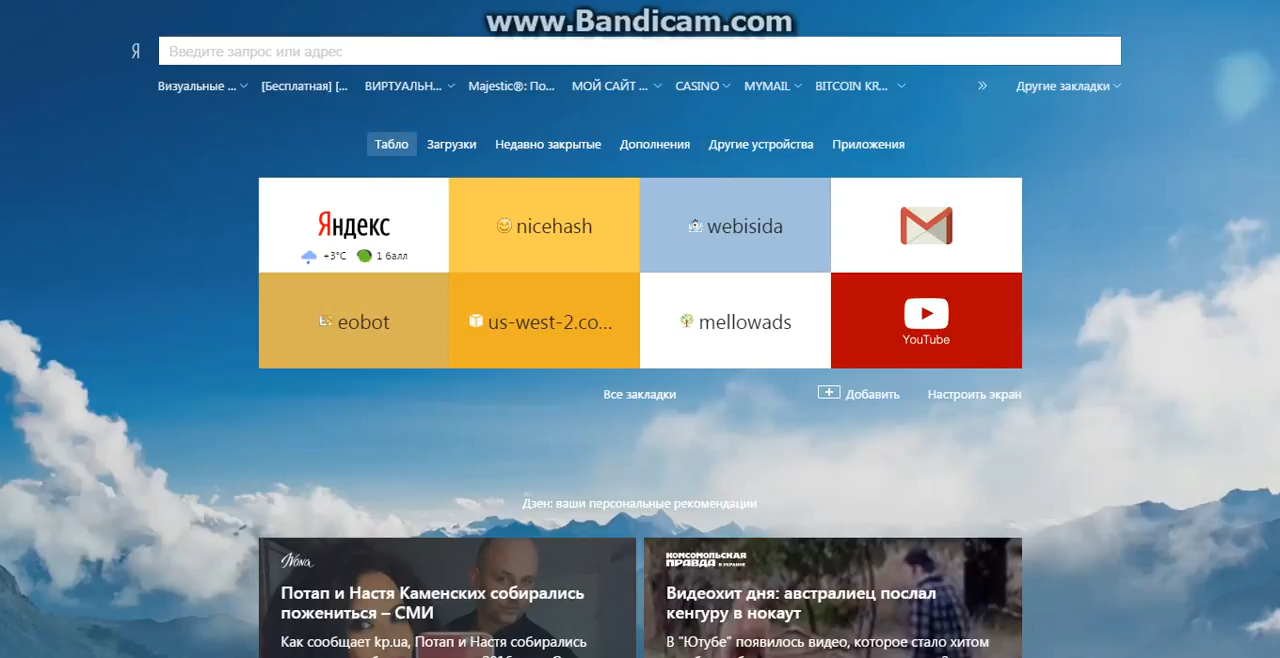 www.Bandicam.com
Я Введите запрос или адрес
Визуальные ... [Бесплатная] [... ВИРТУАЛЬН... Majestic®: По... МОЙ САЙТ ... CASINO MYMAIL BITCOIN KR... » Другие закладки
Табло Загрузки Недавно закрытые Дополнения Другие устройства Приложения
Яндекс nicehash webisida
+3°C 1 балл
eobot us-west-2.co... mellowads YouTube
Все закладки Добавить Настроить экран
Дзен: ваши персональные рекомендации
Ivona
Потап и Настя Каменских собирались
пожениться – СМИ
Как сообщает kp.ua, Потап и Настя собирались
КОМСОМОЛЬСКАЯ
ПРАВДА В УКРАИНЕ
Видеохит дня: австралиец послал
кенгуру в нокаут
В "Ютубе" появилось видео, которое стало хитом